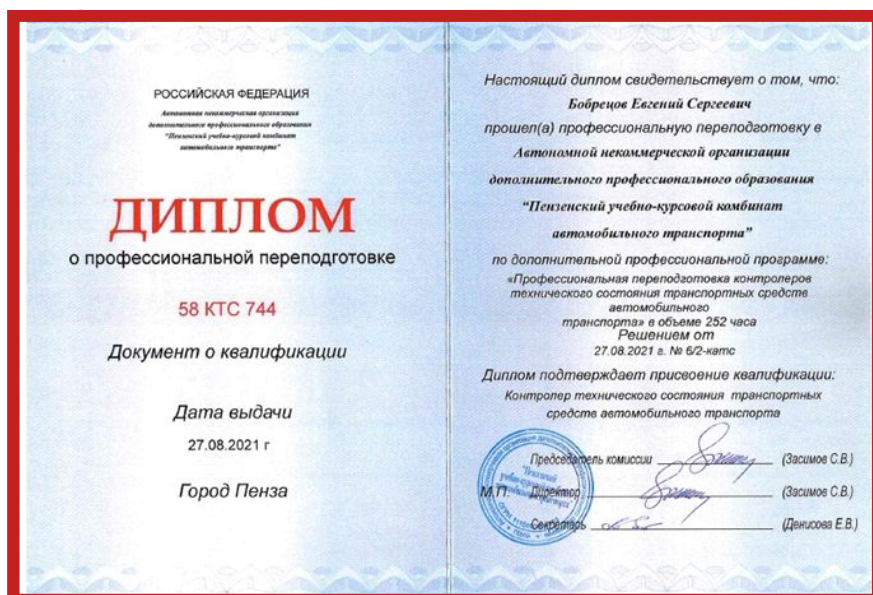 РОССИЙСКАЯ ФЕДЕРАЦИЯ
Автономная некоммерческая организация
дополнительного профессионального образования
"Пензенский учебно-курсовой комбинат
автомобильного транспорта"
ДИПЛОМ
о профессиональной переподготовке
58 КТС 744
Документ о квалификации
Дата выдачи
27.08.2021 г
Город Пенза
Настоящий диплом свидетельствует о том, что:
Бобрецов Евгений Сергеевич
прошел(а) профессиональную переподготовку в
Автономной некоммерческой организации
дополнительного профессионального образования
"Пензенский учебно-курсовой комбинат
автомобильного транспорта"
по дополнительной профессиональной программе:
«Профессиональная переподготовка контролеров
технического состояния транспортных средств
автомобильного
транспорта» в объеме 252 часа
Решением от
27.08.2021 г. № 6/2-катс
Диплом подтверждает присвоение квалификации:
Контролер технического состояния транспортных
средств автомобильного транспорта
Председатель комиссии (Засимов С.В.)
М.П. Директор (Засимов С.В.)
Секретарь (Денисова Е.В.)